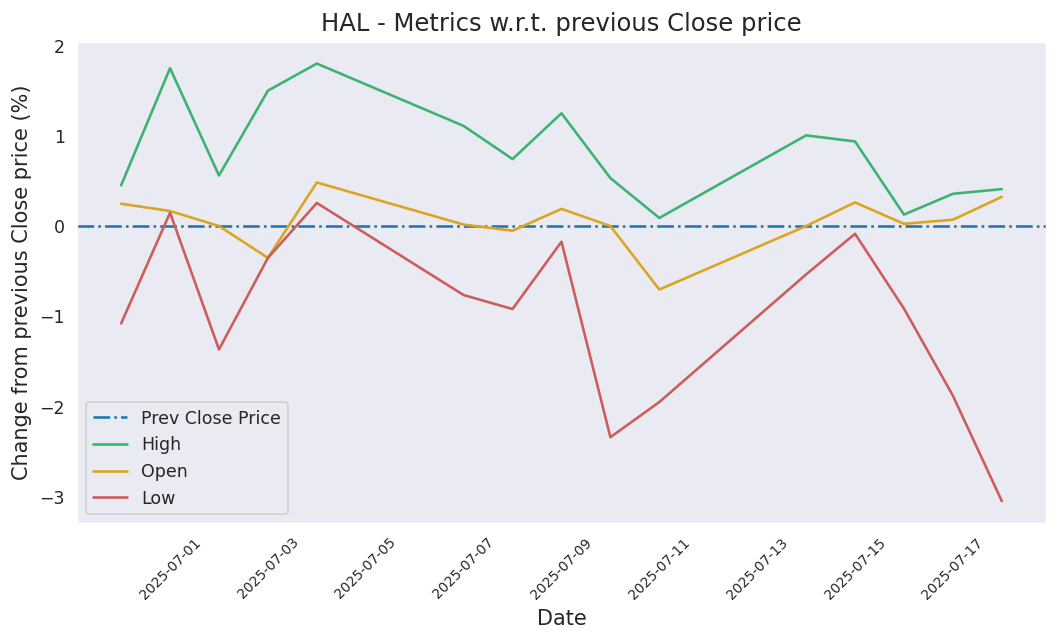 HAL - Metrics w.r.t. previous Close price
Change from previous Close price (%)
2
1
0
−1
−2
−3
Prev Close Price
High
Open
Low
2025-07-01
2025-07-03
2025-07-05
2025-07-07
2025-07-09
2025-07-11
2025-07-13
2025-07-15
2025-07-17
Date